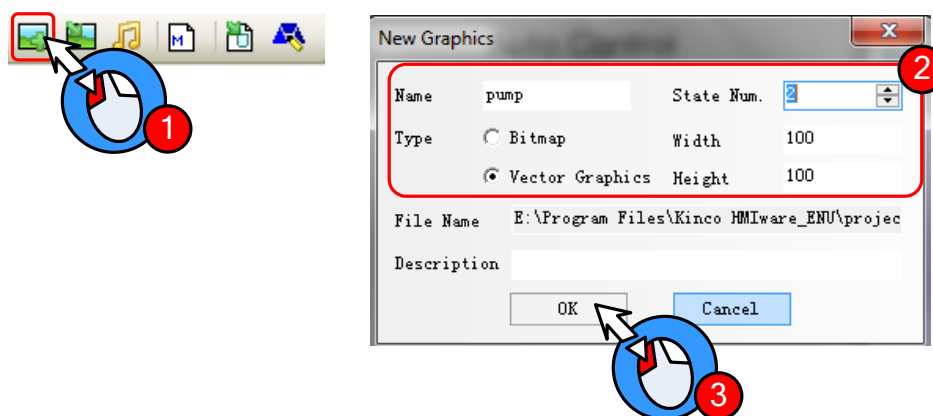 M
1
New Graphics
2
Name pump State Num. 2
Type Bitmap Width 100
Vector Graphics Height 100
File Name E:\Program Files\Kinco HMIware_ENU\projec
Description
OK Cancel
3